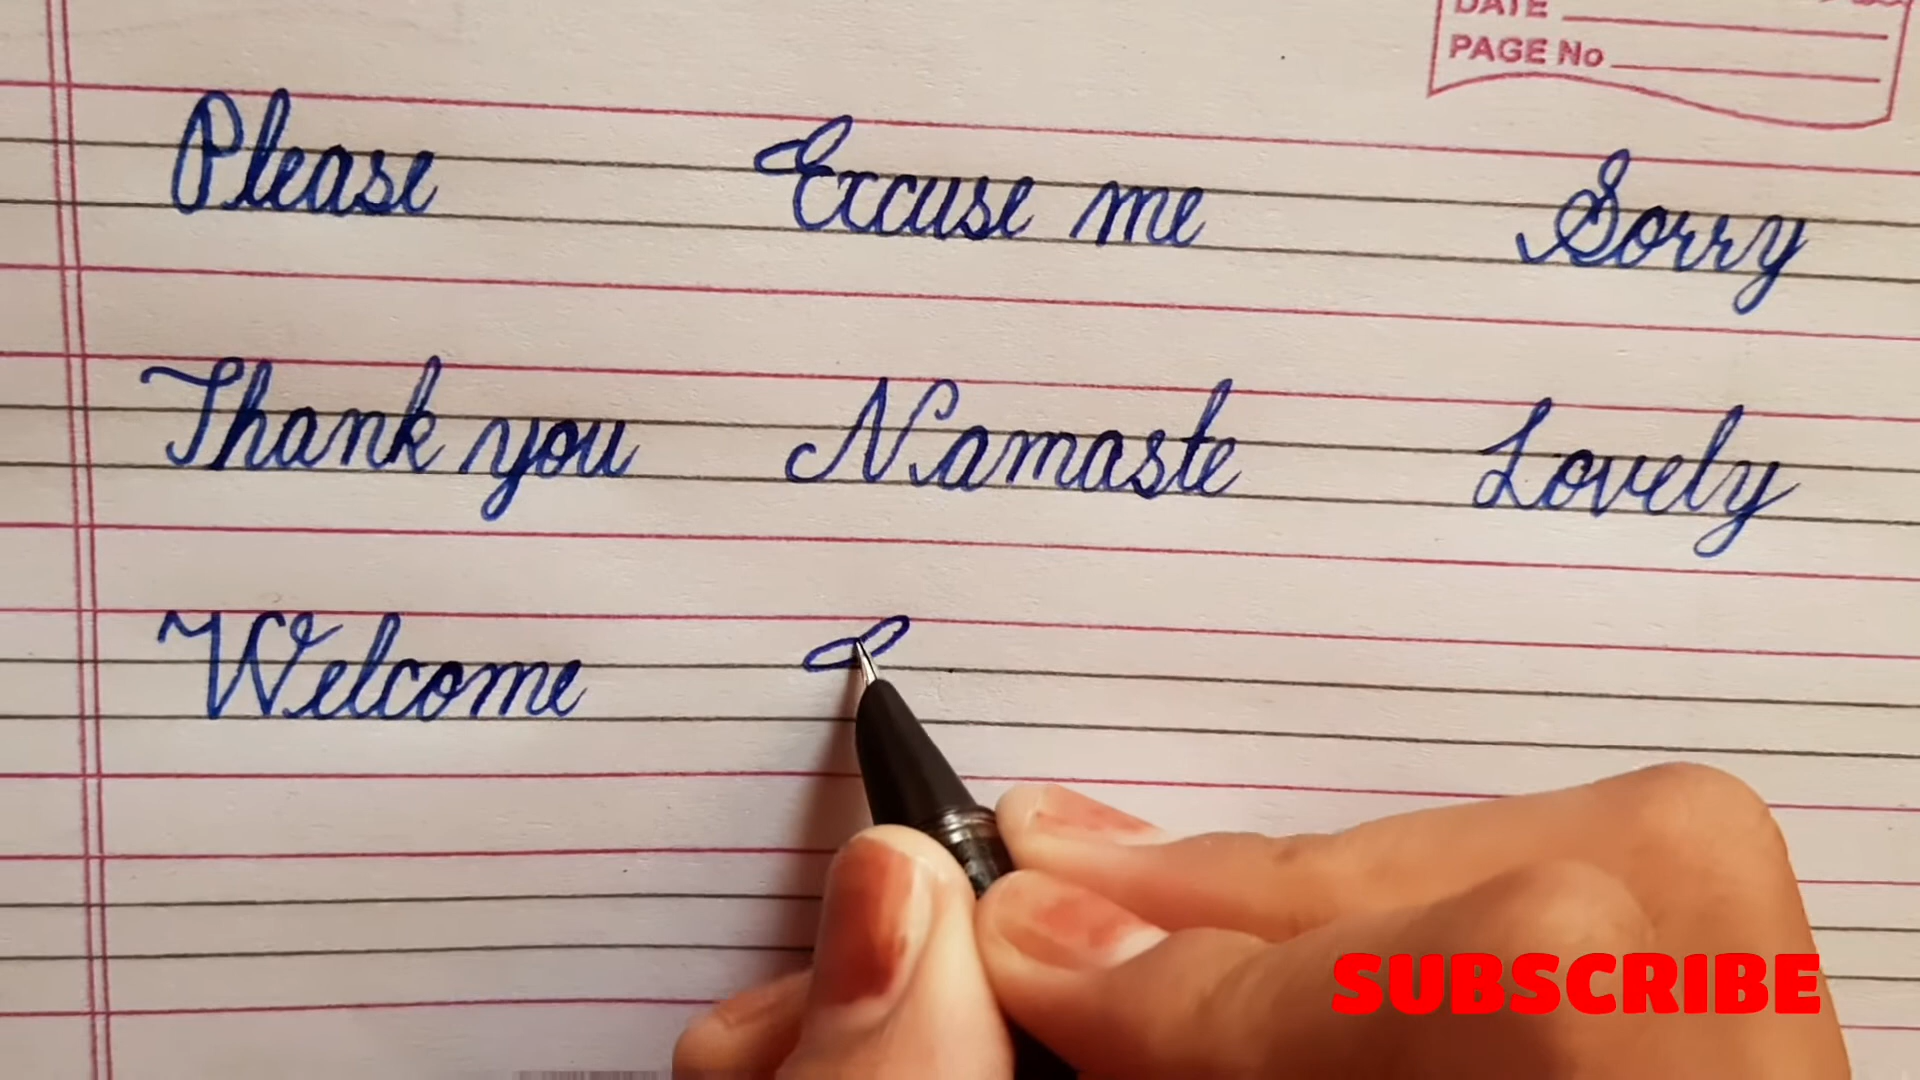 DATE
PAGE No
Please Excuse me Sorry
Thank you Namaste Lovely
Welcome
SUBSCRIBE